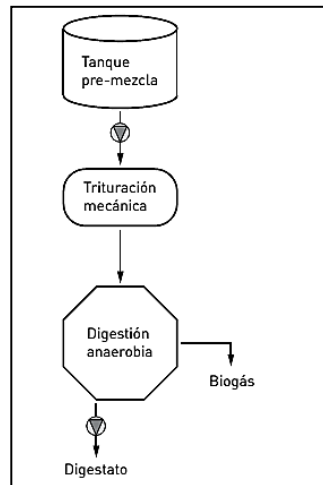 Tanque
pre-mezcla
Trituración
mecánica
Digestión
anaerobia
Biogás
Digestato